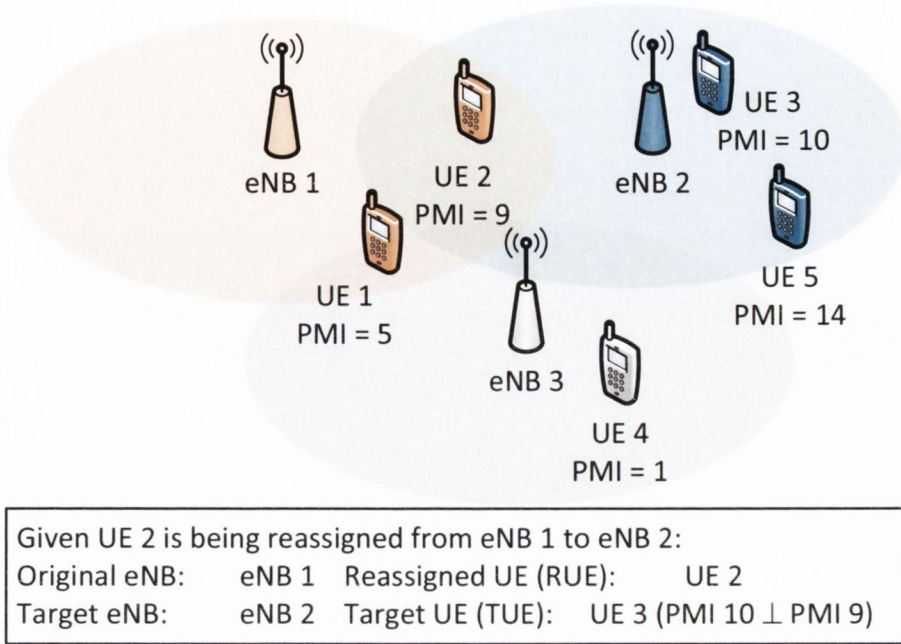 eNB 1
UE 2
PMI = 9
eNB 2
UE 3
PMI = 10
UE 1
PMI = 5
eNB 3
UE 5
PMI = 14
UE 4
PMI = 1
Given UE 2 is being reassigned from eNB 1 to eNB 2:
Original eNB: eNB 1 Reassigned UE (RUE): UE 2
Target eNB: eNB 2 Target UE (TUE): UE 3 (PMI 10 ⊥ PMI 9)